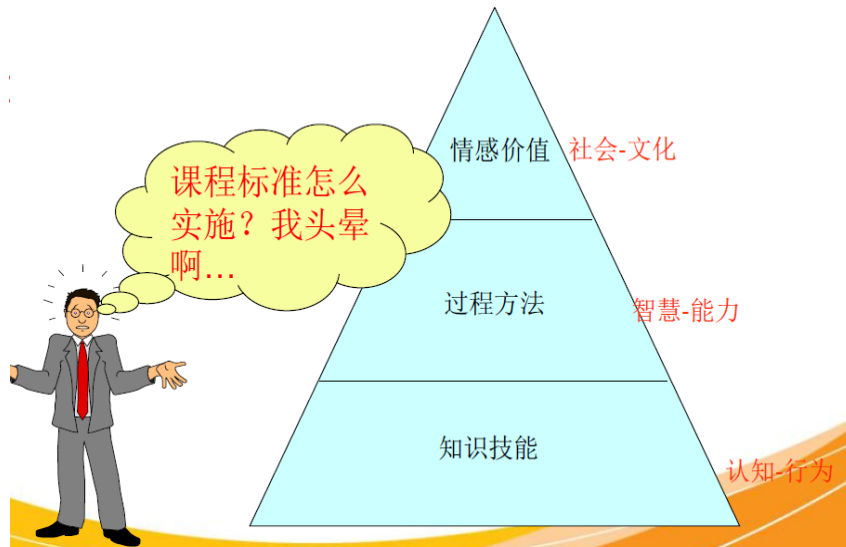 情感价值 社会-文化
课程标准怎么
实施？我头晕
啊…
过程方法 智慧-能力
知识技能
认知-行为